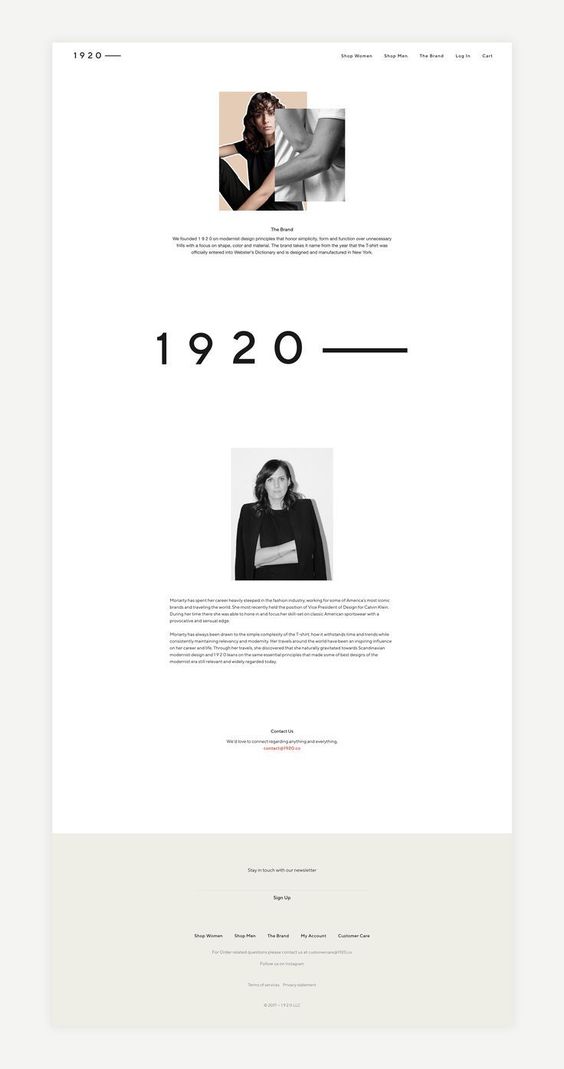 1920
Shop Women Shop Men The Brand Log In Cart
The Brand
We founded 1 9 2 0 on modernist design principles that honor simplicity, form and function over unnecessary
frills with a focus on shape, color and material. The brand takes it name from the year that the T-shirt was
officially entered into Webster's Dictionary and is designed and manufactured in New York.
1920
Moriarty has spent her career heavily steeped in the fashion industry, working for some of America's most iconic
brands and traveling the world. She most recently held the position of Vice President of Design for Calvin Klein.
During her time there she was able to hone in and focus her skill-set on classic American sportswear with a
provocative and sensual edge.
Moriarty has always been drawn to the simple complexity of the T-shirt; how it withstands time and trends while
consistently maintaining relevancy and modernity. Her travels around the world have been an inspiring influence
on her career and life. Through her travels, she discovered that she naturally gravitated towards Scandinavian
modernist design and 1 9 2 0 leans on the same essential principles that made some of best designs of the
modernist era still relevant and widely regarded today.
Contact Us
We'd love to connect regarding anything and everything.
contact@1920.co
Stay in touch with our newsletter
Sign Up
Shop Women Shop Men The Brand My Account Customer Care
For Order related questions please contact us at customercare@1920.co
Follow us on Instagram
Terms of services Privacy statement
© 2017 – 1 9 2 0 LLC